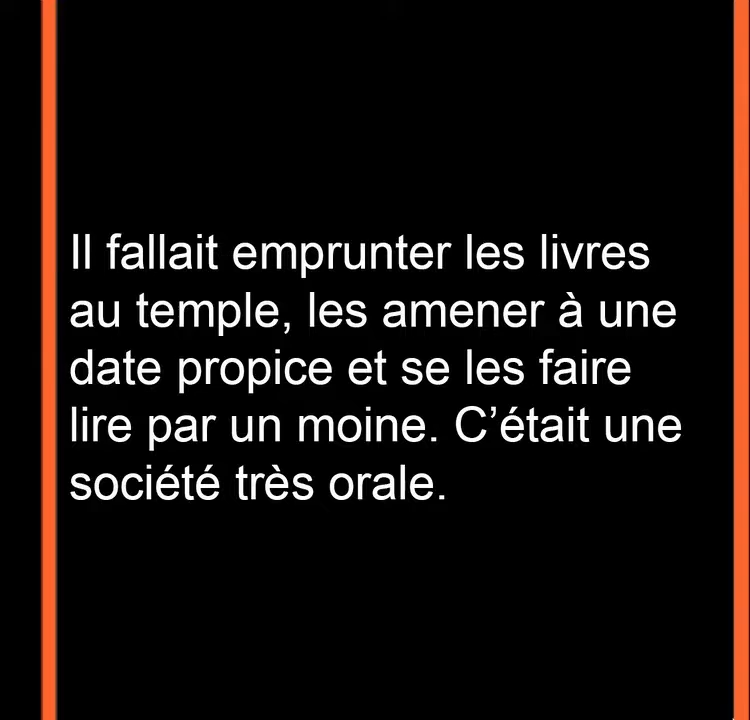 Il fallait emprunter les livres
au temple, les amener à une
date propice et se les faire
lire par un moine. C’était une
société très orale.